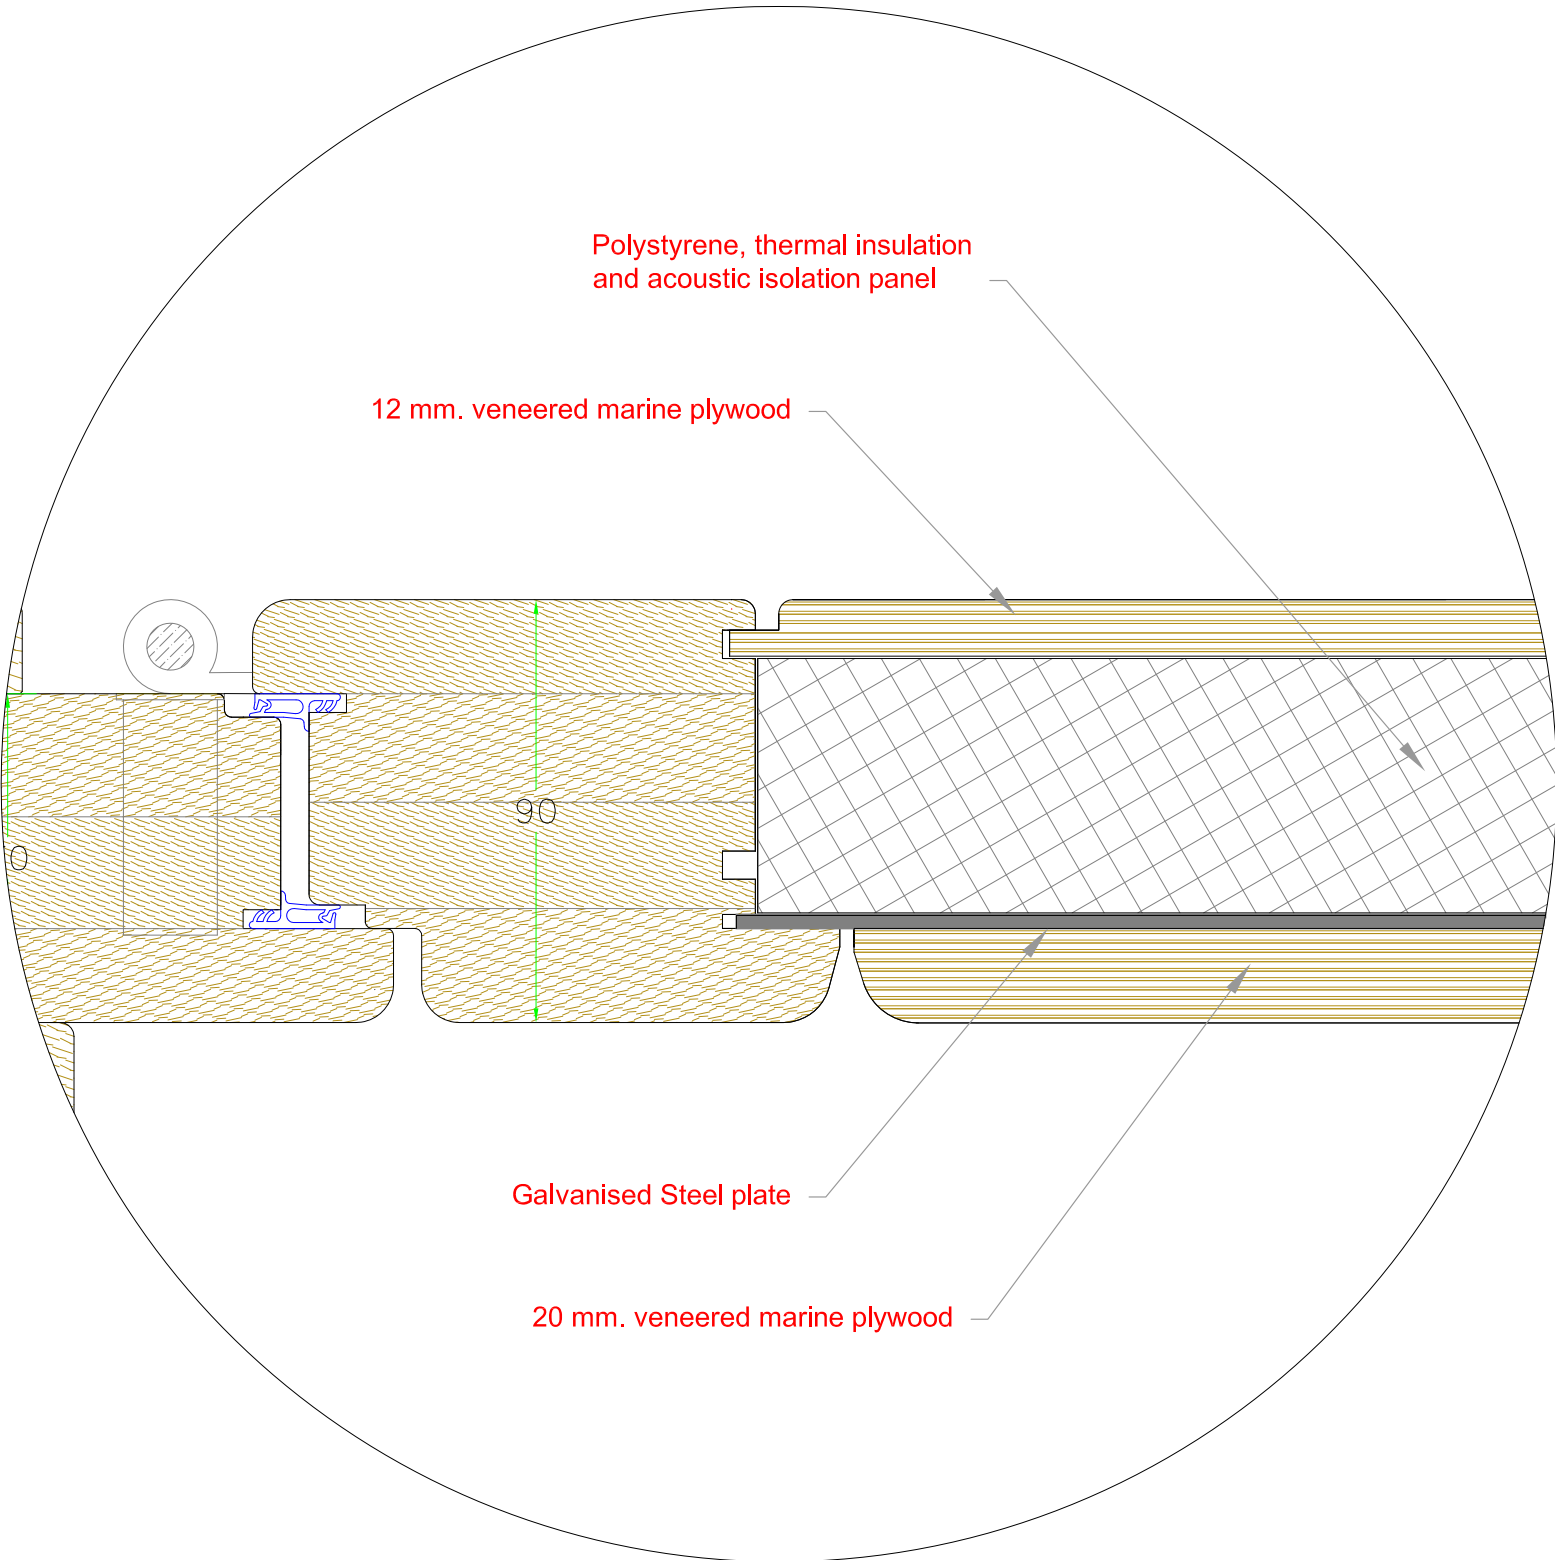 Polystyrene, thermal insulation
and acoustic isolation panel
12 mm. veneered marine plywood
90
0
Galvanised Steel plate
20 mm. veneered marine plywood